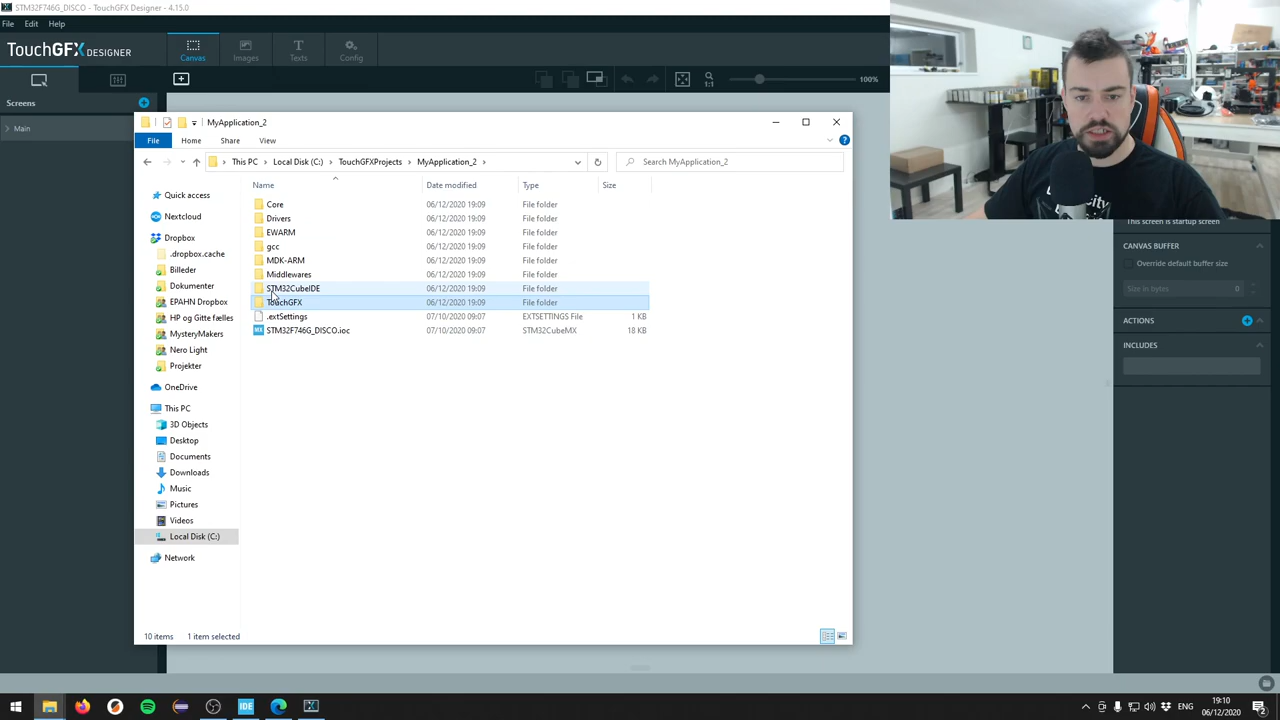 STM32F746G_DISCO - TouchGFX Designer - 4.15.0
File Edit Help
TouchGFX DESIGNER
Canvas
Images
Texts
Config
1:1
100%
Screens
Main
MyApplication_2
File Home Share View
This PC > Local Disk (C:) > TouchGFXProjects > MyApplication_2 >
Search MyApplication_2
Name Date modified Type Size
Quick access
Nextcloud
Dropbox
.dropbox.cache
Billeder
Dokumenter
EPAHN Dropbox
HP og Gitte fælles
MysteryMakers
Nero Light
Projekter
OneDrive
This PC
3D Objects
Desktop
Documents
Downloads
Music
Pictures
Videos
Local Disk (C:)
Network
Core 06/12/2020 19:09 File folder
Drivers 06/12/2020 19:09 File folder
EWARM 06/12/2020 19:09 File folder
gcc 06/12/2020 19:09 File folder
MDK-ARM 06/12/2020 19:09 File folder
Middlewares 06/12/2020 19:09 File folder
STM32CubeIDE 06/12/2020 19:09 File folder
TouchGFX 06/12/2020 19:09 File folder
.extSettings 07/10/2020 09:07 EXTSETTINGS File 1 KB
STM32F746G_DISCO.ioc 07/10/2020 09:07 STM32CubeMX 18 KB
10 items 1 item selected
This screen is startup screen
CANVAS BUFFER
Override default buffer size
Size in bytes 0
ACTIONS
INCLUDES
IDE
ENG
19:10
06/12/2020
2